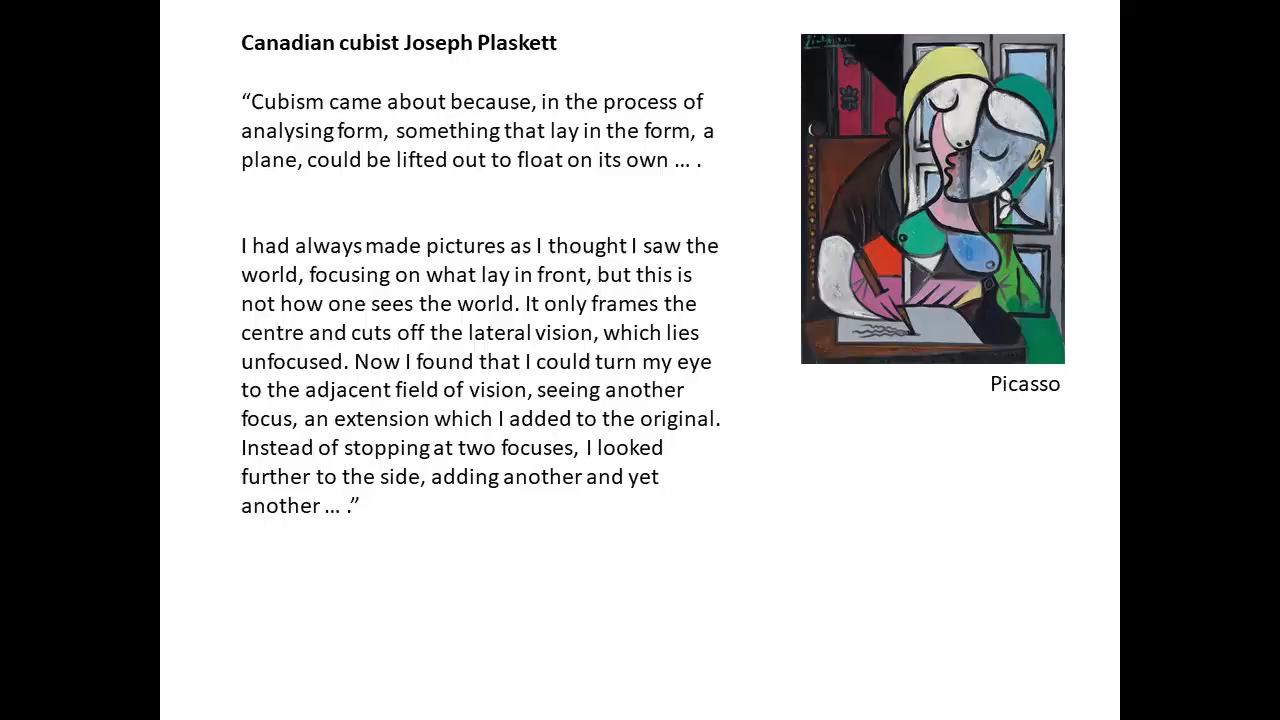 Canadian cubist Joseph Plaskett
“Cubism came about because, in the process of
analysing form, something that lay in the form, a
plane, could be lifted out to float on its own … .
I had always made pictures as I thought I saw the
world, focusing on what lay in front, but this is
not how one sees the world. It only frames the
centre and cuts off the lateral vision, which lies
unfocused. Now I found that I could turn my eye
to the adjacent field of vision, seeing another
focus, an extension which I added to the original.
Instead of stopping at two focuses, I looked
further to the side, adding another and yet
another … .”
Picasso